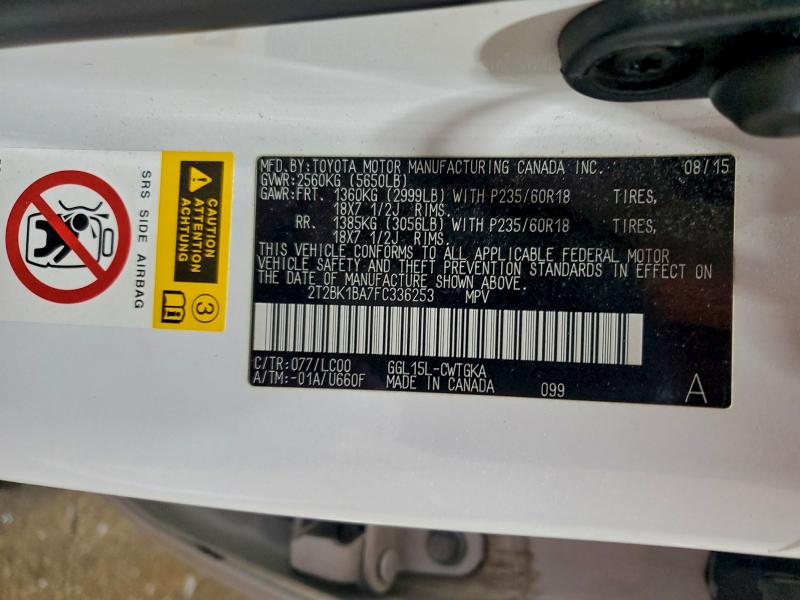 SRS SIDE AIRBAG
CAUTION
ATTENTION
ACHTUNG
3
MFD.BY:TOYOTA MOTOR MANUFACTURING CANADA INC. 08/15
GVWR:2560KG (5650LB)
GAWR:FRT. 1360KG (2999LB) WITH P235/60R18 TIRES,
18X7 1/2J RIMS.
RR. 1385KG (3056LB) WITH P235/60R18 TIRES,
18X7 1/2J RIMS.
THIS VEHICLE CONFORMS TO ALL APPLICABLE FEDERAL MOTOR
VEHICLE SAFETY AND THEFT PREVENTION STANDARDS IN EFFECT ON
THE DATE OF MANUFACTURE SHOWN ABOVE.
2T2BK1BA7FC336253 MPV
C/TR:077/LC00 GGL15L-CWTGKA
A/TM:-01A/U660F MADE IN CANADA 099 A